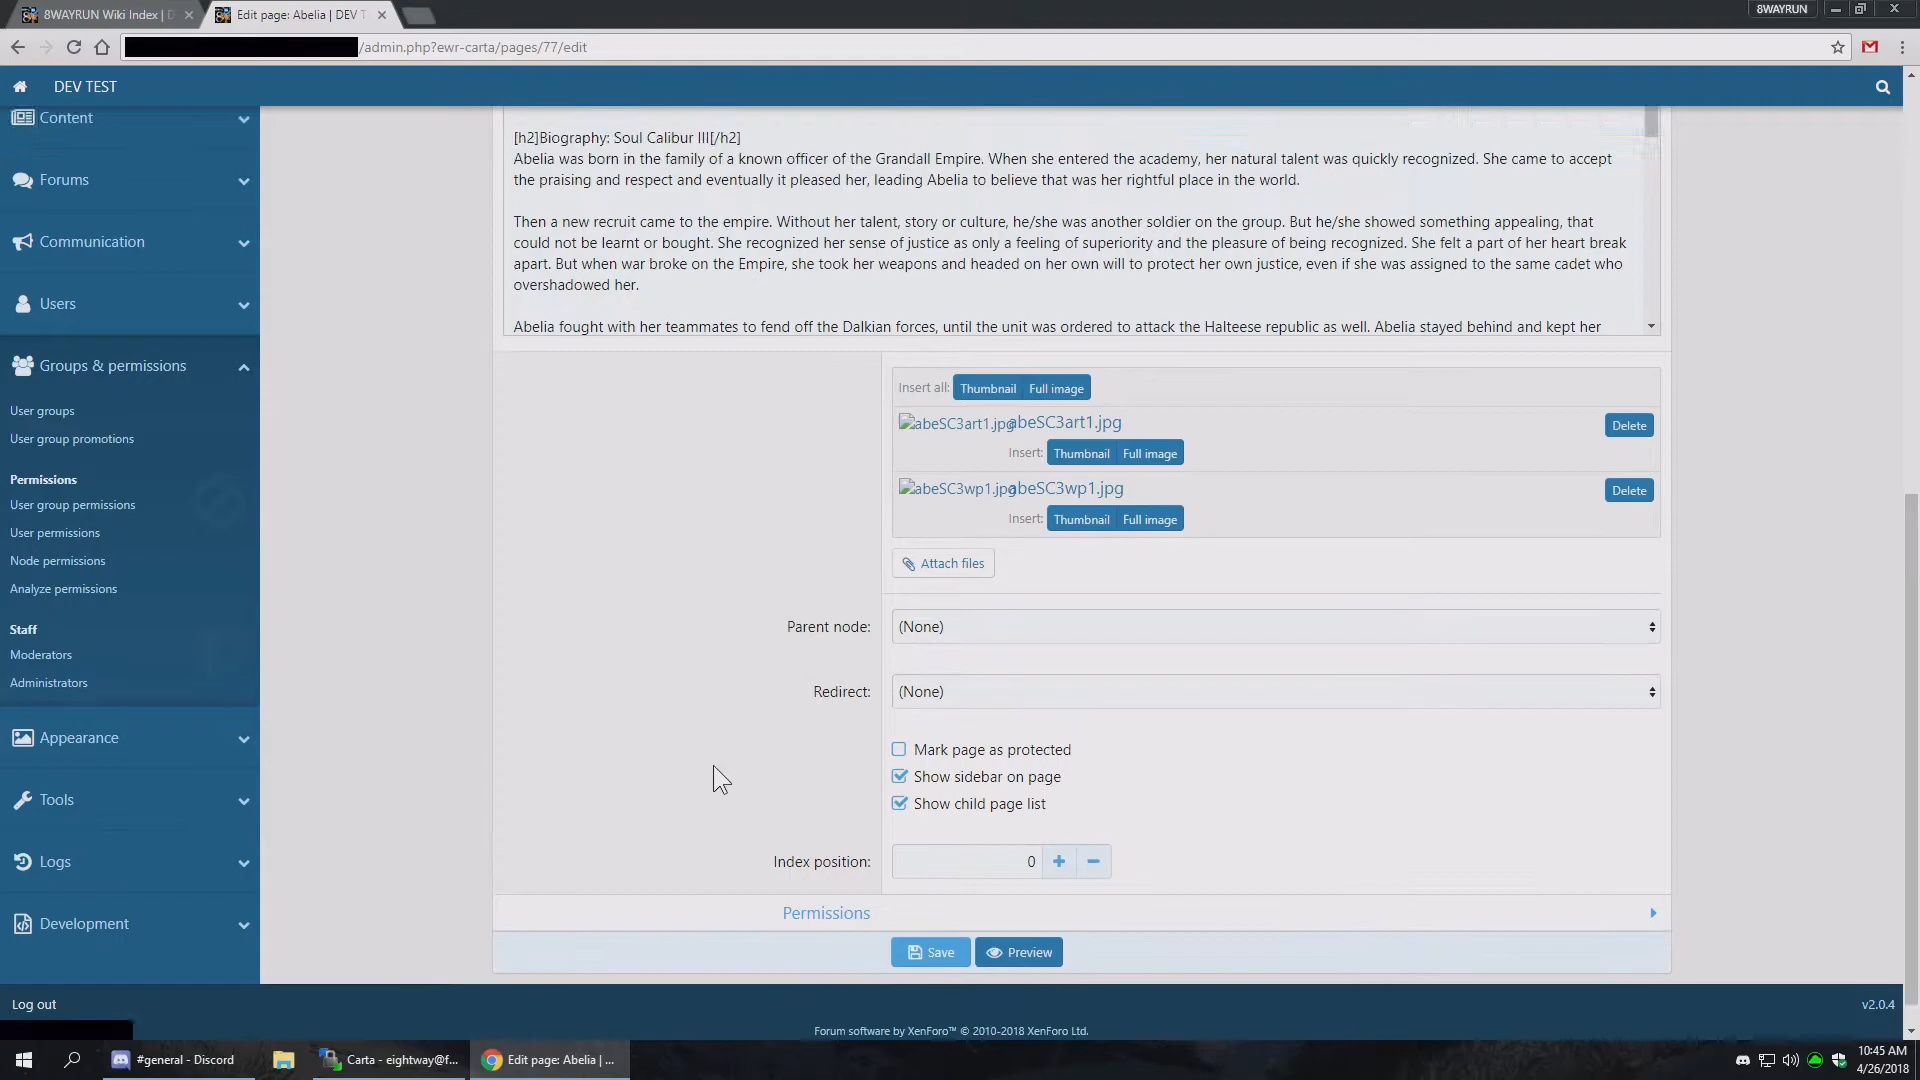 8WAYRUN Wiki Index | D
Edit page: Abelia | DEV T
8WAYRUN
/admin.php?ewr-carta/pages/77/edit
DEV TEST
Content
Forums
Communication
Users
Groups & permissions
User groups
User group promotions
Permissions
User group permissions
User permissions
Node permissions
Analyze permissions
Staff
Moderators
Administrators
Appearance
Tools
Logs
Development
Log out
[h2]Biography: Soul Calibur III[/h2]
Abelia was born in the family of a known officer of the Grandall Empire. When she entered the academy, her natural talent was quickly recognized. She came to accept
the praising and respect and eventually it pleased her, leading Abelia to believe that was her rightful place in the world.
Then a new recruit came to the empire. Without her talent, story or culture, he/she was another soldier on the group. But he/she showed something appealing, that
could not be learnt or bought. She recognized her sense of justice as only a feeling of superiority and the pleasure of being recognized. She felt a part of her heart break
apart. But when war broke on the Empire, she took her weapons and headed on her own will to protect her own justice, even if she was assigned to the same cadet who
overshadowed her.
Abelia fought with her teammates to fend off the Dalkian forces, until the unit was ordered to attack the Halteese republic as well. Abelia stayed behind and kept her
Insert all: Thumbnail Full image
abeSC3art1.jpg abeSC3art1.jpg Delete
Insert: Thumbnail Full image
abeSC3wp1.jpg abeSC3wp1.jpg Delete
Insert: Thumbnail Full image
Attach files
Parent node: (None)
Redirect: (None)
Mark page as protected
Show sidebar on page
Show child page list
Index position: 0
Permissions
Save Preview
v2.0.4
Forum software by XenForo™ © 2010-2018 XenForo Ltd.
#general - Discord
Carta - eightway@f...
Edit page: Abelia | ...
10:45 AM
4/26/2018